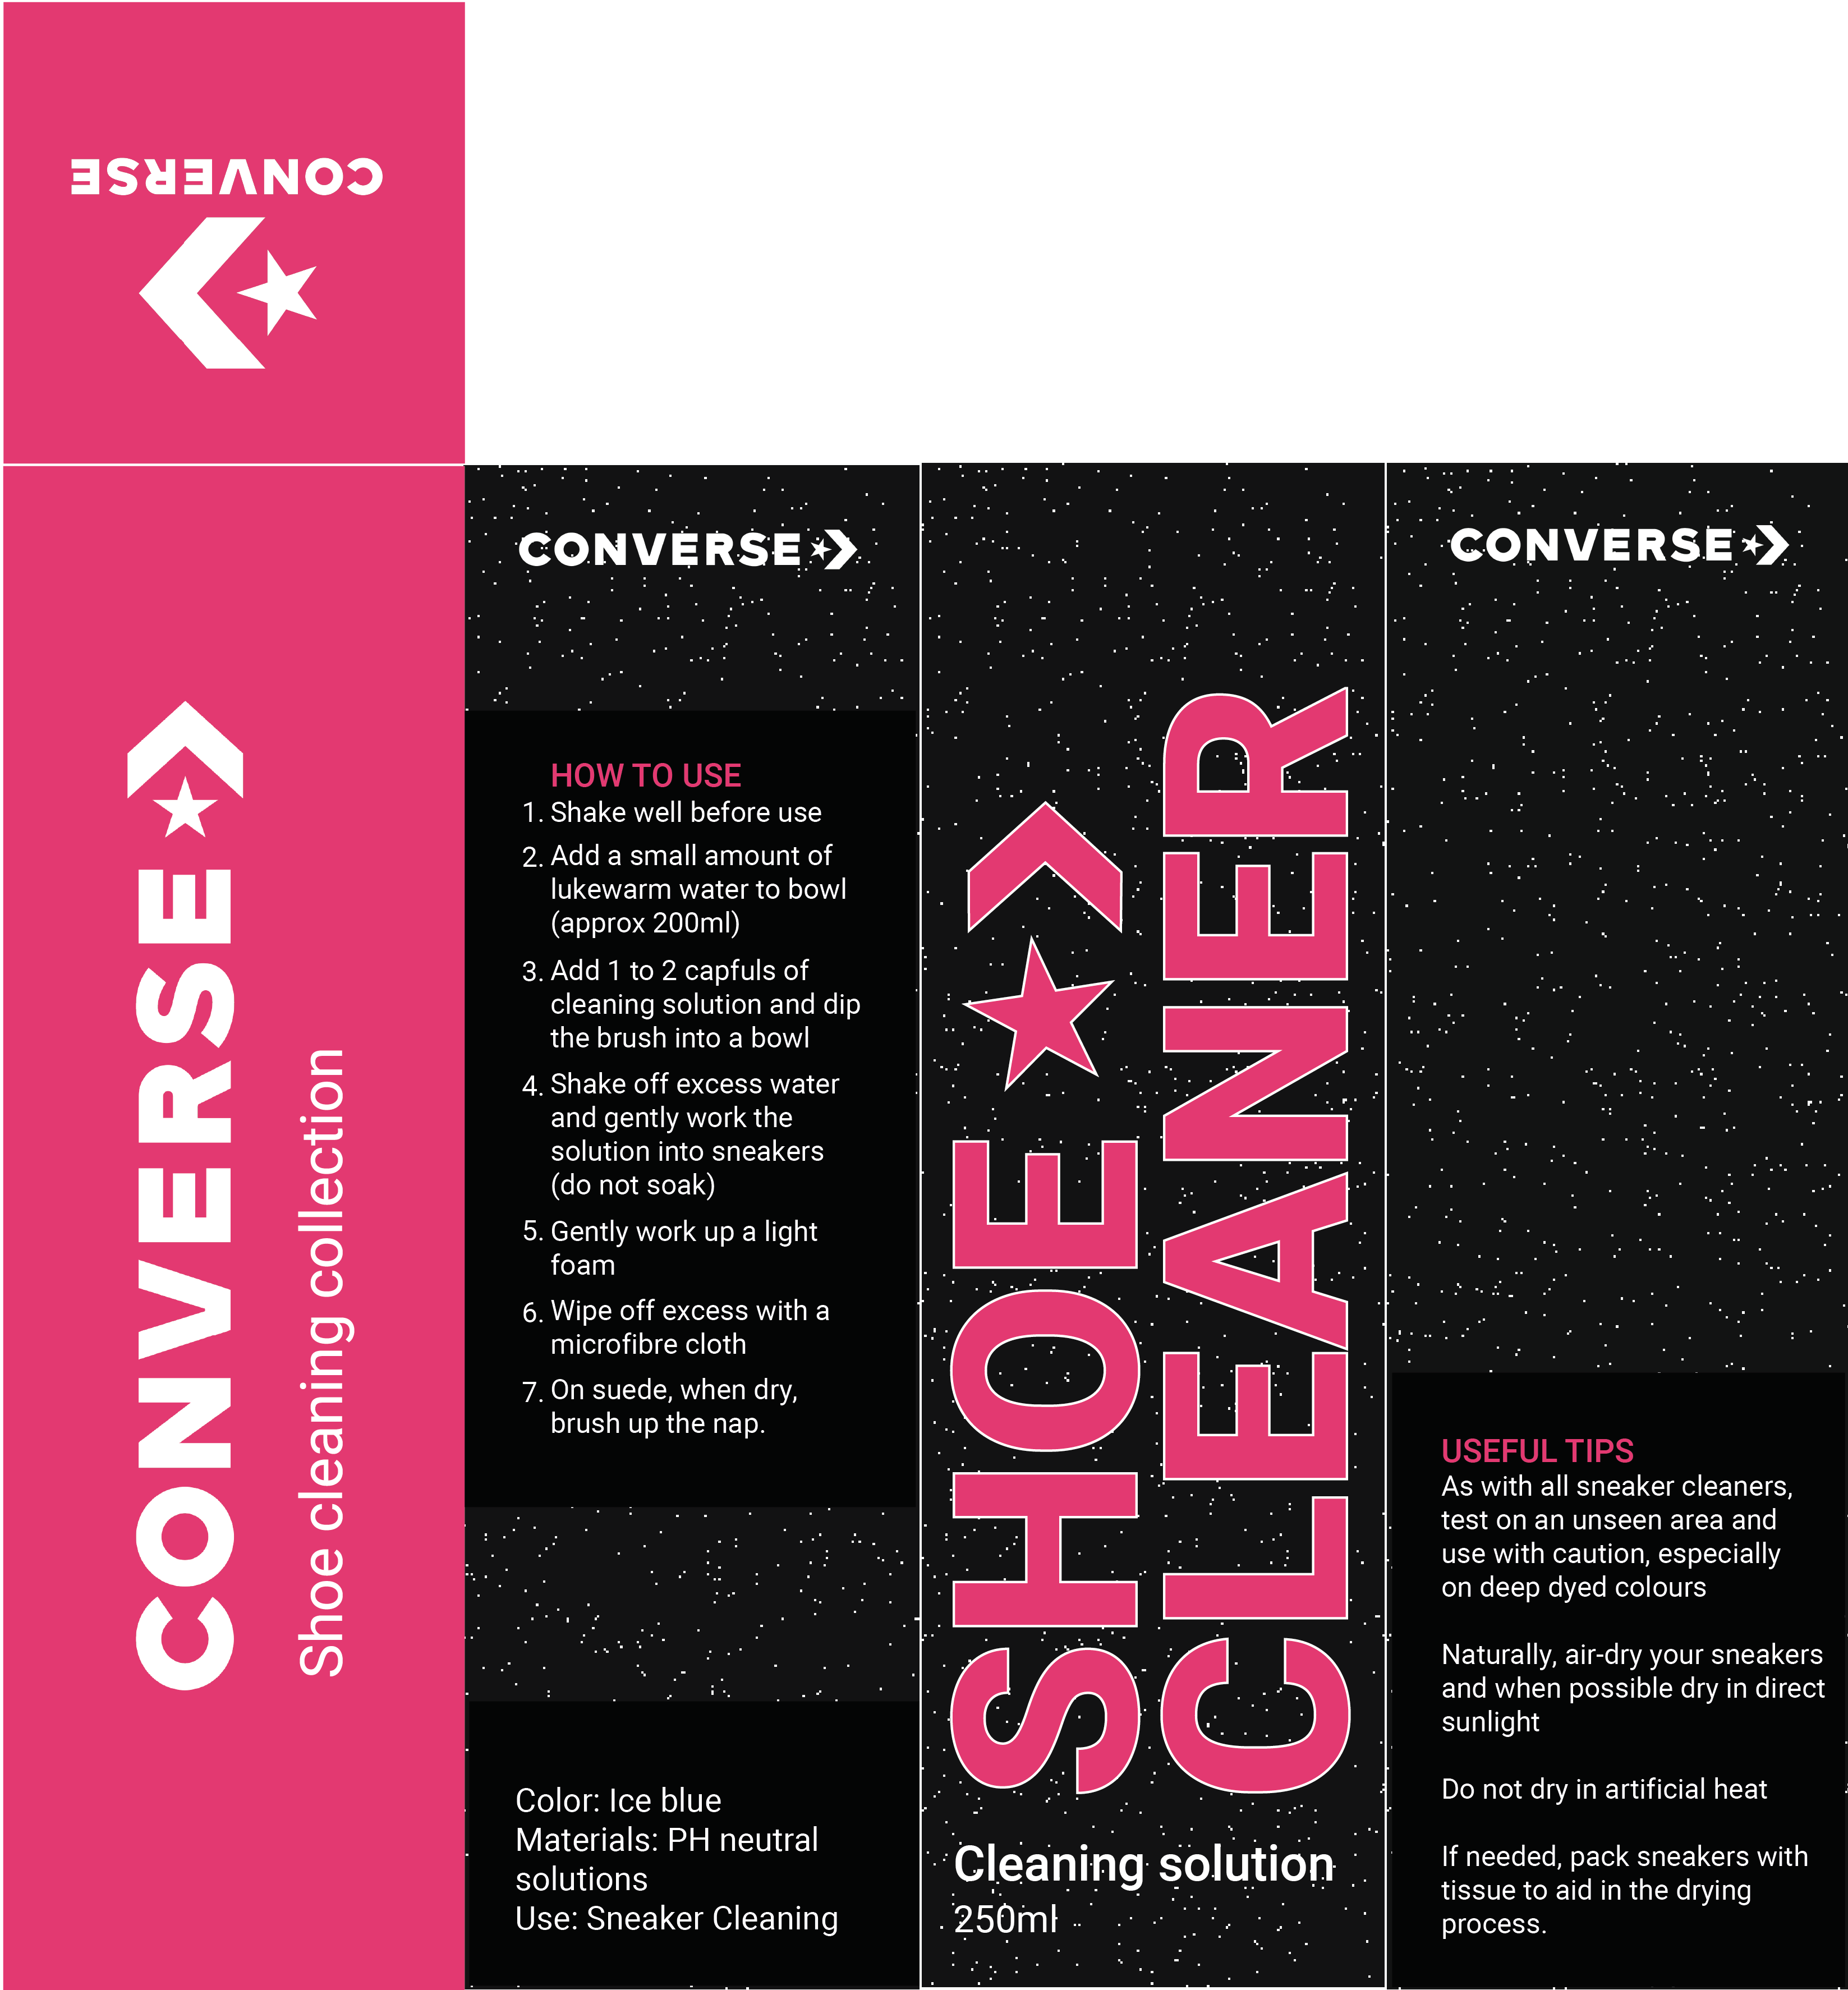 CONVERSE
CONVERSE
Shoe cleaning collection
CONVERSE
HOW TO USE
1. Shake well before use
2. Add a small amount of
lukewarm water to bowl
(approx 200ml)
3. Add 1 to 2 capfuls of
cleaning solution and dip
the brush into a bowl
4. Shake off excess water
and gently work the
solution into sneakers
(do not soak)
5. Gently work up a light
foam
6. Wipe off excess with a
microfibre cloth
7. On suede, when dry,
brush up the nap.
Color: Ice blue
Materials: PH neutral
solutions
Use: Sneaker Cleaning
SHOE
CLEANER
Cleaning solution
250ml
CONVERSE
USEFUL TIPS
As with all sneaker cleaners,
test on an unseen area and
use with caution, especially
on deep dyed colours
Naturally, air-dry your sneakers
and when possible dry in direct
sunlight
Do not dry in artificial heat
If needed, pack sneakers with
tissue to aid in the drying
process.